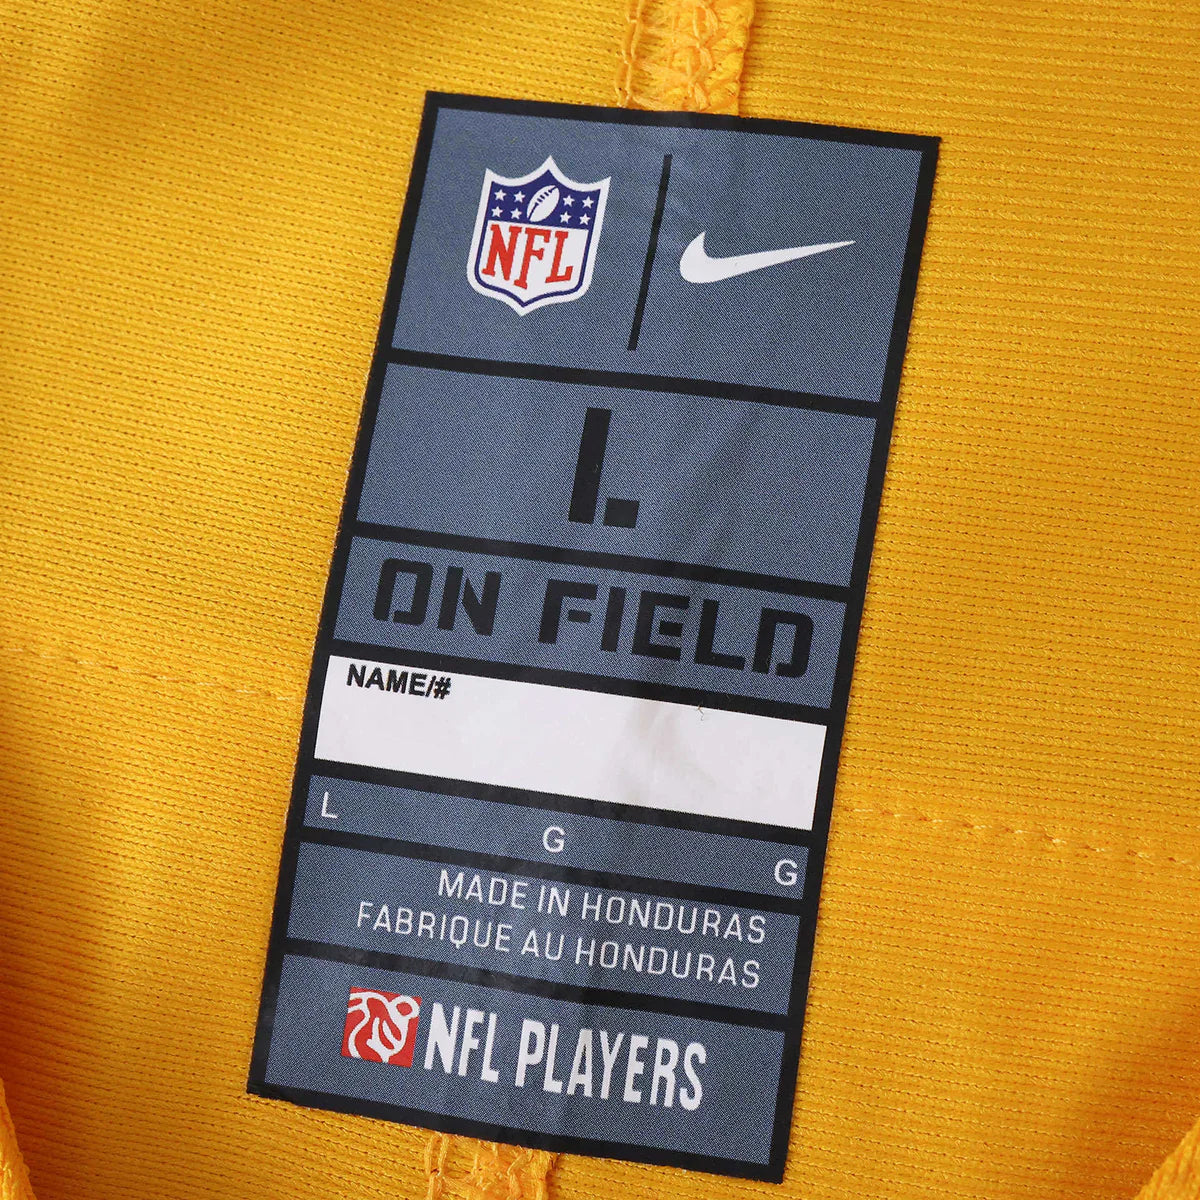 NFL
L
ON FIELD
NAME/#
L G G
MADE IN HONDURAS
FABRIQUE AU HONDURAS
NFL PLAYERS